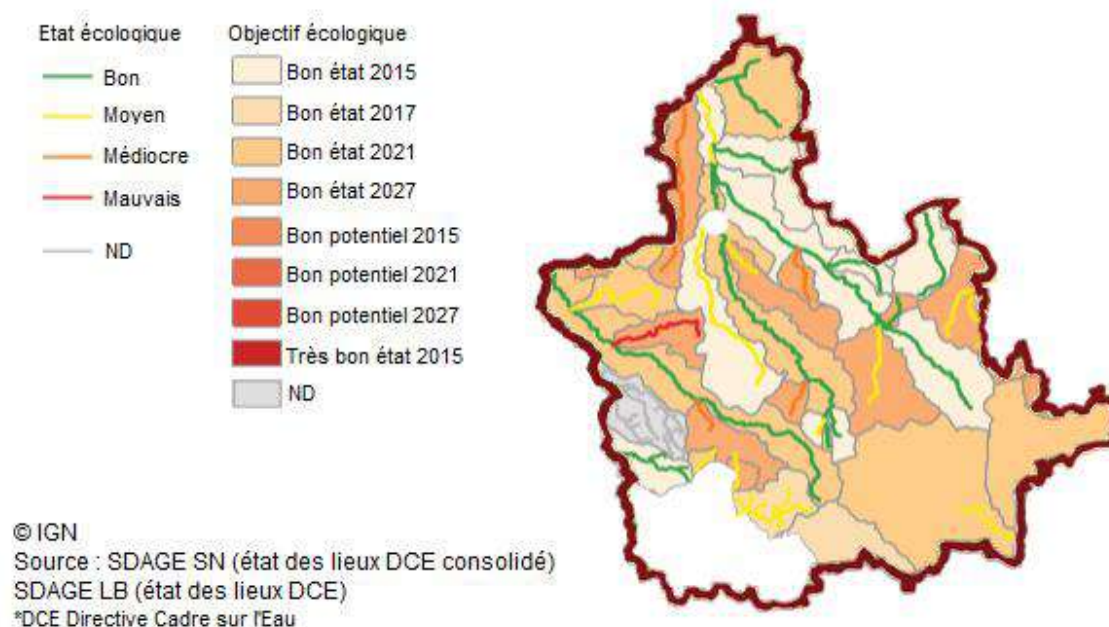 Etat écologique
Bon
Moyen
Médiocre
Mauvais
ND
Objectif écologique
Bon état 2015
Bon état 2017
Bon état 2021
Bon état 2027
Bon potentiel 2015
Bon potentiel 2021
Bon potentiel 2027
Très bon état 2015
ND
© IGN
Source : SDAGE SN (état des lieux DCE consolidé)
SDAGE LB (état des lieux DCE)
*DCE Directive Cadre sur l'Eau